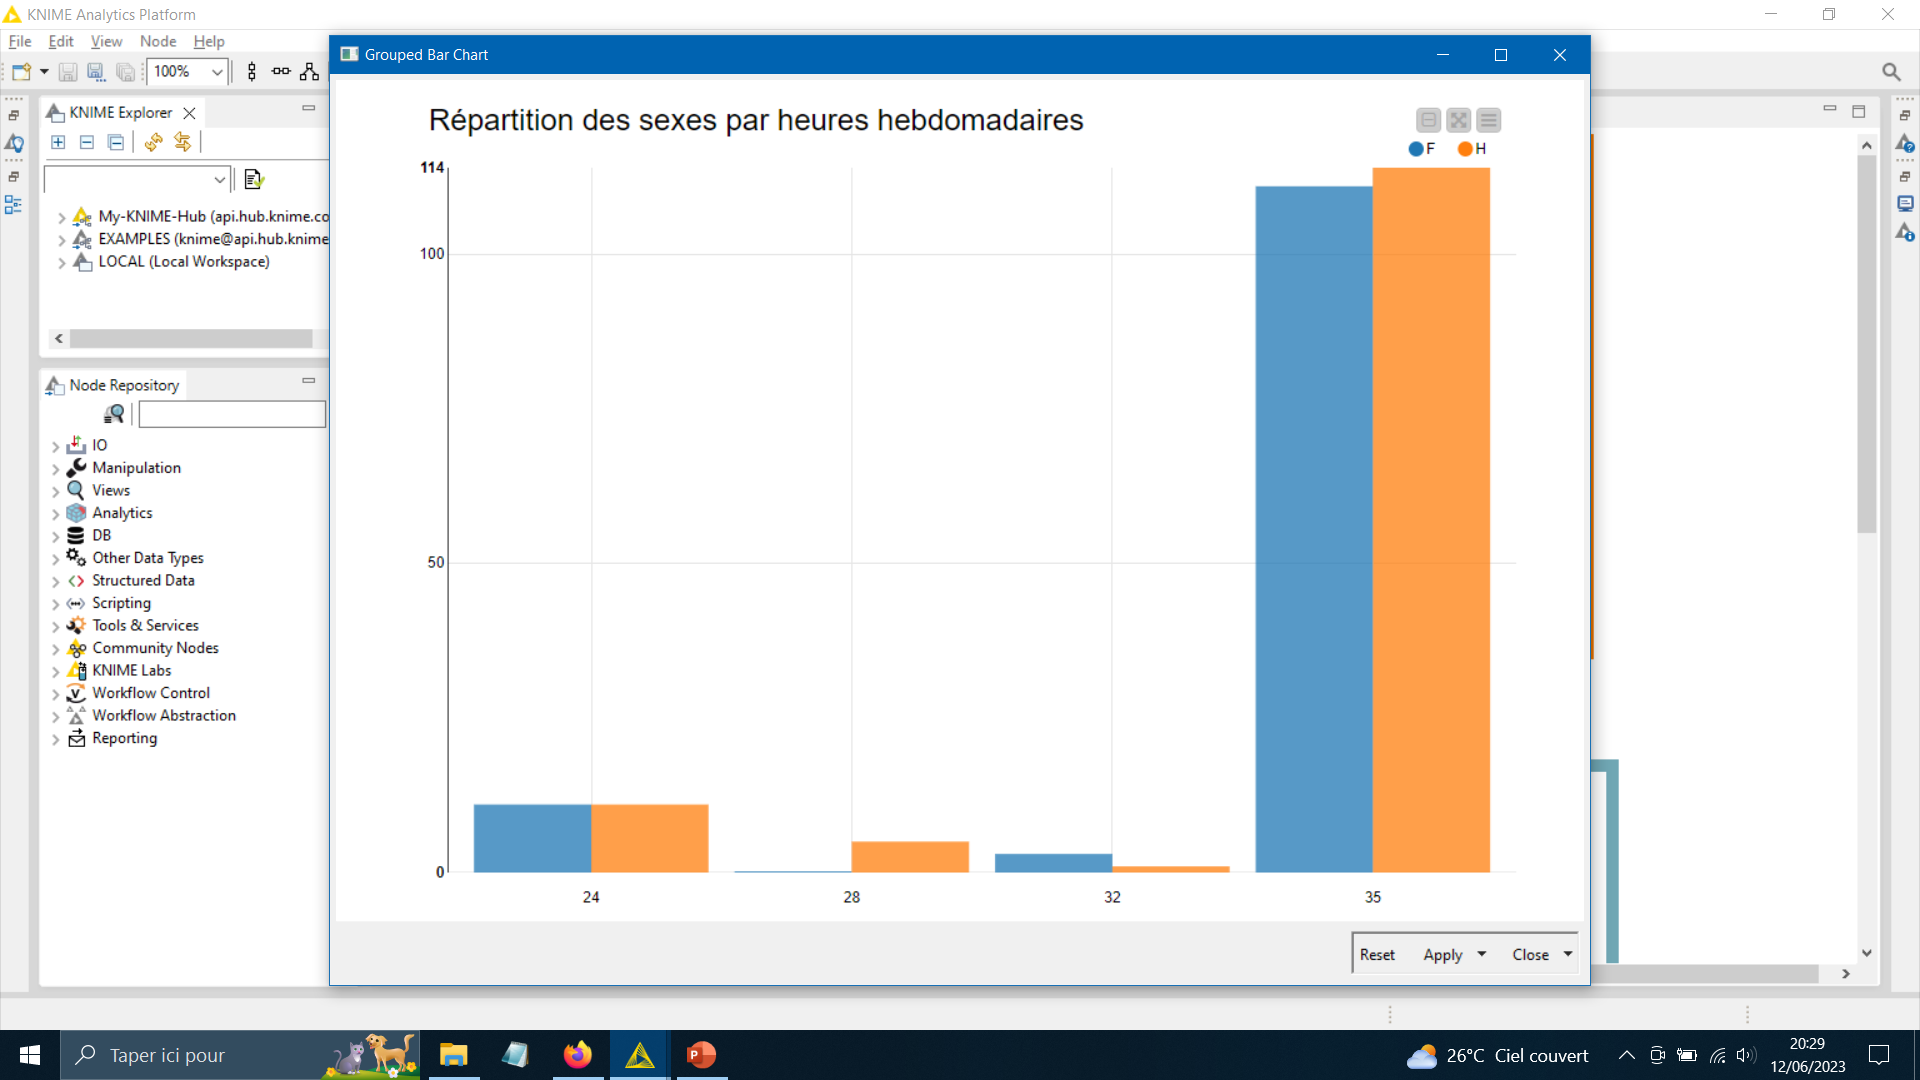 KNIME Analytics Platform
File Edit View Node Help
100%
KNIME Explorer
My-KNIME-Hub (api.hub.knime.co
EXAMPLES (knime@api.hub.knime
LOCAL (Local Workspace)
Node Repository
IO
Manipulation
Views
Analytics
DB
Other Data Types
Structured Data
Scripting
Tools & Services
Community Nodes
KNIME Labs
Workflow Control
Workflow Abstraction
Reporting
Grouped Bar Chart
Répartition des sexes par heures hebdomadaires
F H
114
100
50
0
24 28 32 35
Reset Apply Close
Taper ici pour
26°C Ciel couvert
20:29
12/06/2023